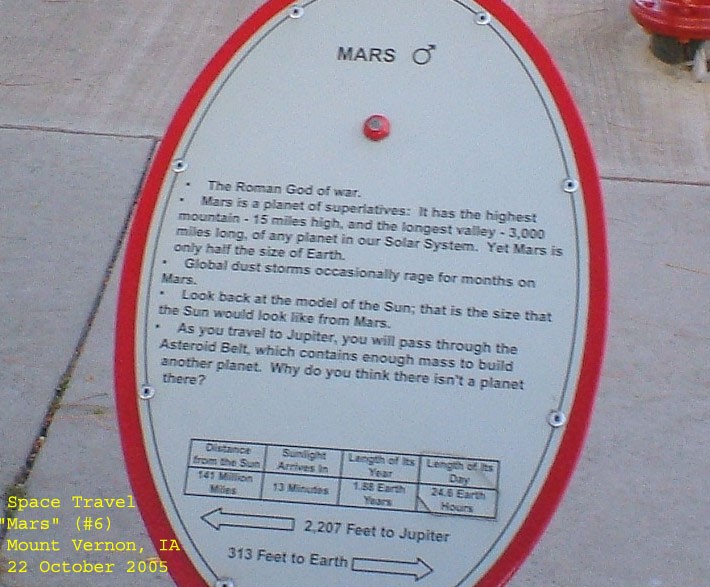 MARS ♂
• The Roman God of war.
• Mars is a planet of superlatives: It has the highest
mountain - 15 miles high, and the longest valley - 3,000
miles long, of any planet in our Solar System. Yet Mars is
only half the size of Earth.
• Global dust storms occasionally rage for months on
Mars.
• Look back at the model of the Sun; that is the size that
the Sun would look like from Mars.
• As you travel to Jupiter, you will pass through the
Asteroid Belt, which contains enough mass to build
another planet. Why do you think there isn't a planet
there?
Distance
from the Sun
Sunlight
Arrives In
Length of Its
Year
Length of Its
Day
141 Million
Miles
13 Minutes
1.88 Earth
Years
24.6 Earth
Hours
2,207 Feet to Jupiter
313 Feet to Earth
Space Travel
"Mars" (#6)
Mount Vernon, IA
22 October 2005